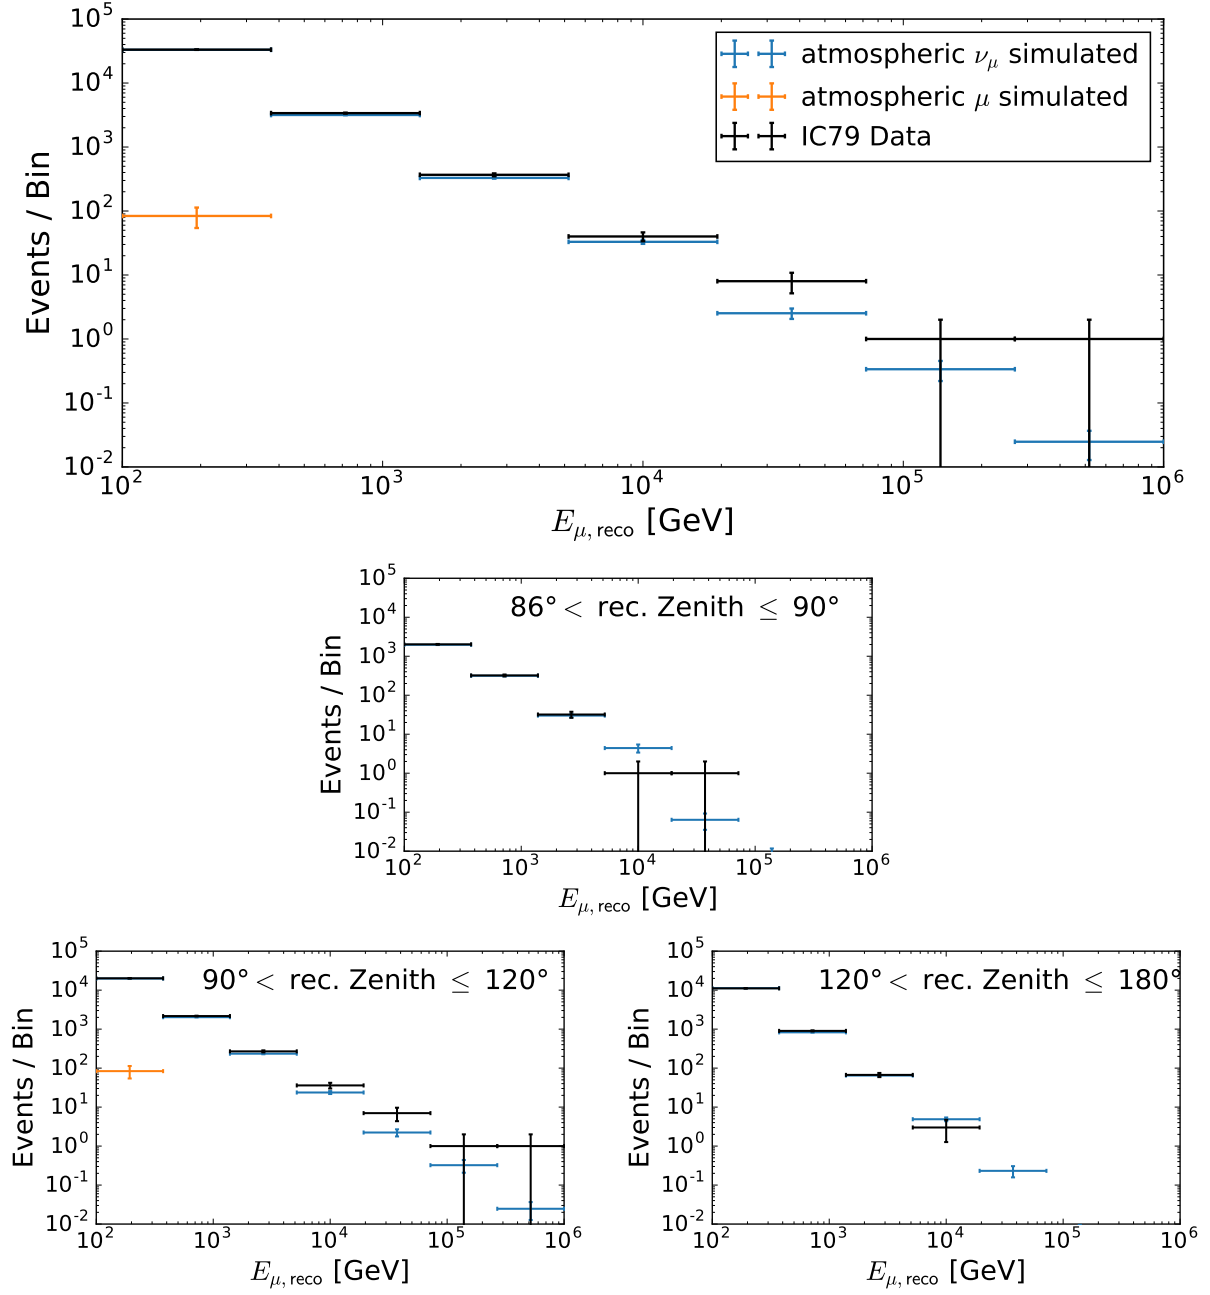 10^5
10^4
10^3
10^2
10^1
10^0
10^-1
10^-2
Events / Bin
atmospheric ν_μ simulated
atmospheric μ simulated
IC79 Data
10^2 10^3 10^4 10^5 10^6
E_μ, reco [GeV]
86°< rec. Zenith ≤ 90°
10^5
10^4
10^3
10^2
10^1
10^0
10^-1
10^-2
Events / Bin
10^2 10^3 10^4 10^5 10^6
E_μ, reco [GeV]
90°< rec. Zenith ≤ 120°
10^5
10^4
10^3
10^2
10^1
10^0
10^-1
10^-2
Events / Bin
10^2 10^3 10^4 10^5 10^6
E_μ, reco [GeV]
120°< rec. Zenith ≤ 180°
10^5
10^4
10^3
10^2
10^1
10^0
10^-1
10^-2
Events / Bin
10^2 10^3 10^4 10^5 10^6
E_μ, reco [GeV]